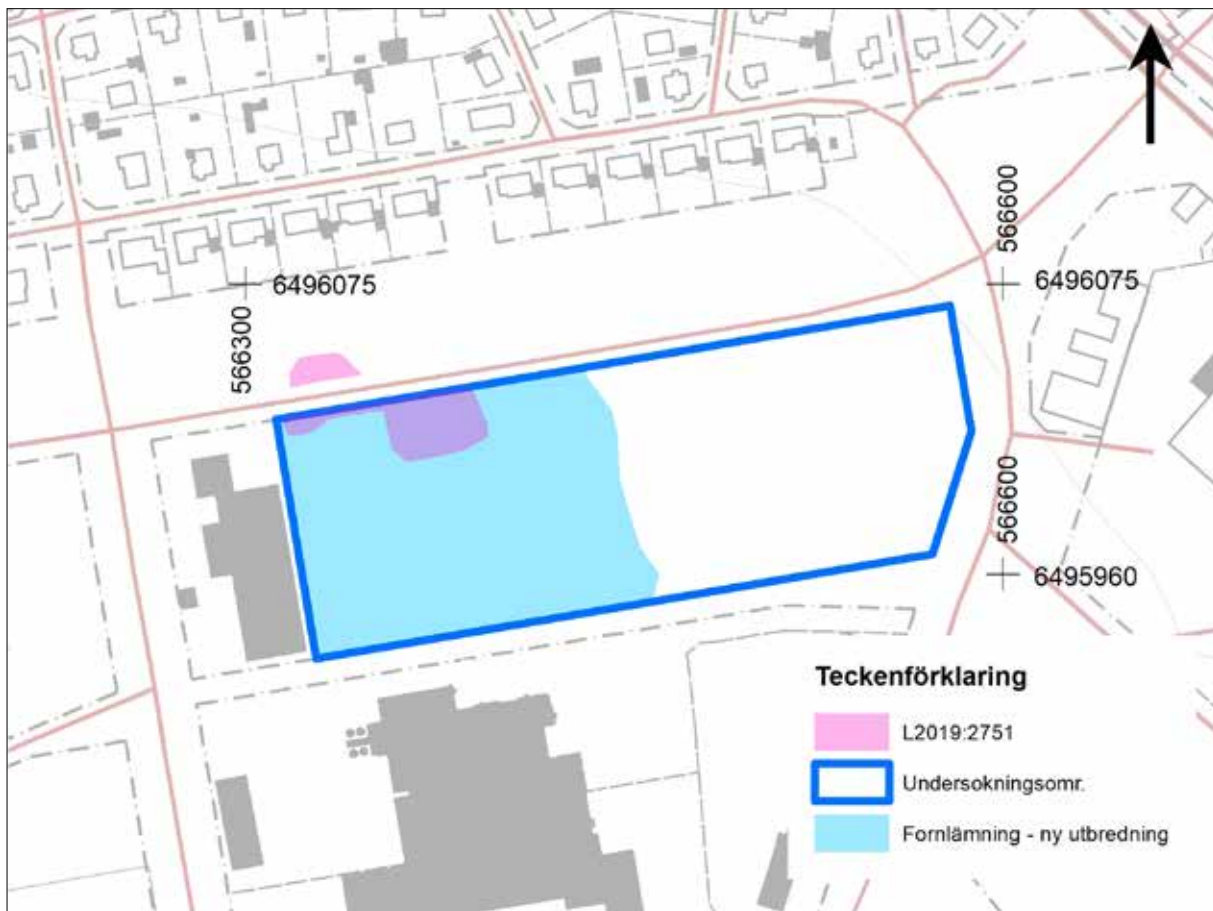 566600
6496075
6496075
566300
566600
6495960
Teckenförklaring
L2019:2751
Undersokningsomr.
Fornlämning - ny utbredning